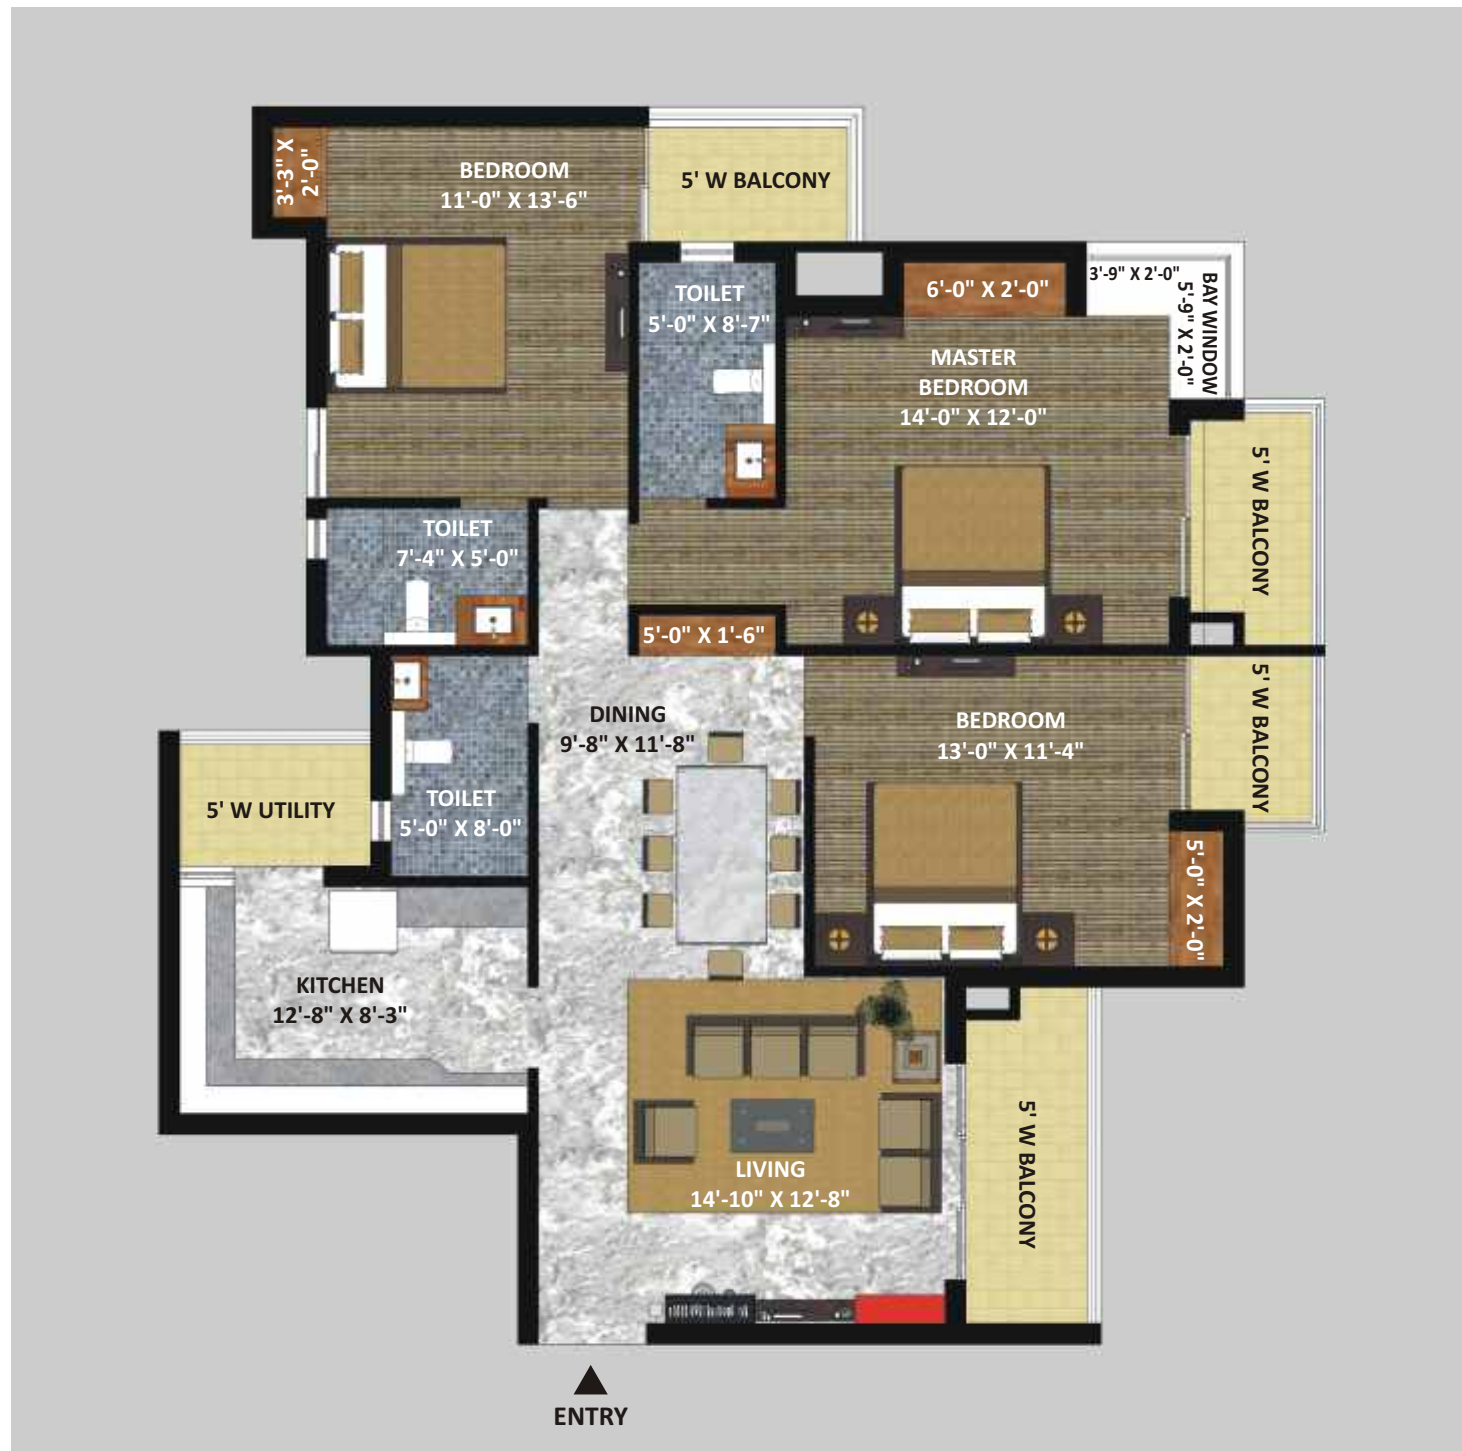 3'-3" X
2'-0"
BEDROOM
11'-0" X 13'-6"
5' W BALCONY
TOILET
5'-0" X 8'-7"
6'-0" X 2'-0"
3'-9" X 2'-0"
BAY WINDOW
5'-9" X 2'-0"
MASTER
BEDROOM
14'-0" X 12'-0"
5' W BALCONY
TOILET
7'-4" X 5'-0"
5'-0" X 1'-6"
DINING
9'-8" X 11'-8"
BEDROOM
13'-0" X 11'-4"
5' W BALCONY
5' W UTILITY
TOILET
5'-0" X 8'-0"
5'-0" X 2'-0"
KITCHEN
12'-8" X 8'-3"
5' W BALCONY
LIVING
14'-10" X 12'-8"
ENTRY